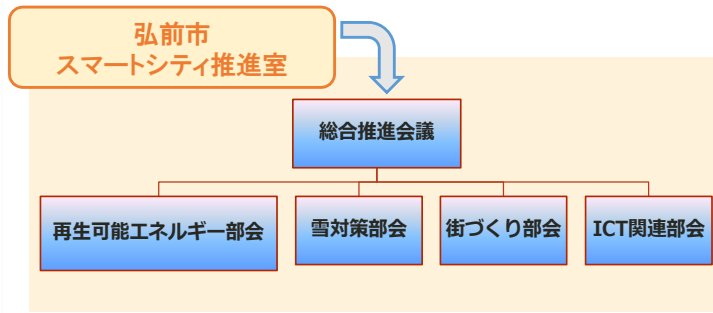 弘前市
スマートシティ推進室
総合推進会議
再生可能エネルギー部会
雪対策部会
街づくり部会
ICT関連部会